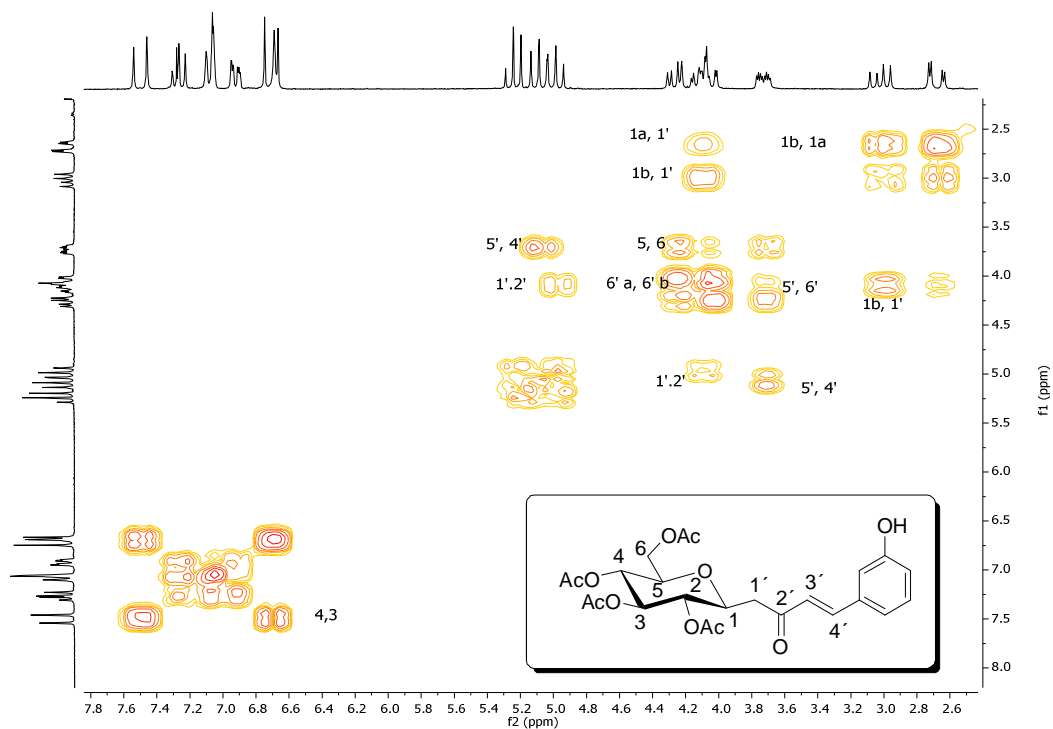 1a, 1'
1b, 1a
1b, 1'
5', 4'
5, 6
1'.2'
6' a, 6' b
5', 6'
1b, 1'
1'.2'
5', 4'
4,3
2.5
3.0
3.5
4.0
4.5
5.0
5.5
6.0
6.5
7.0
7.5
8.0
f1 (ppm)
OH
6 OAc
4 O 1´ 3´
AcO 5 2 2´
AcO
3 OAc 1 O 4´
7.8 7.6 7.4 7.2 7.0 6.8 6.6 6.4 6.2 6.0 5.8 5.6 5.4 5.2 5.0 4.8 4.6 4.4 4.2 4.0 3.8 3.6 3.4 3.2 3.0 2.8 2.6
f2 (ppm)